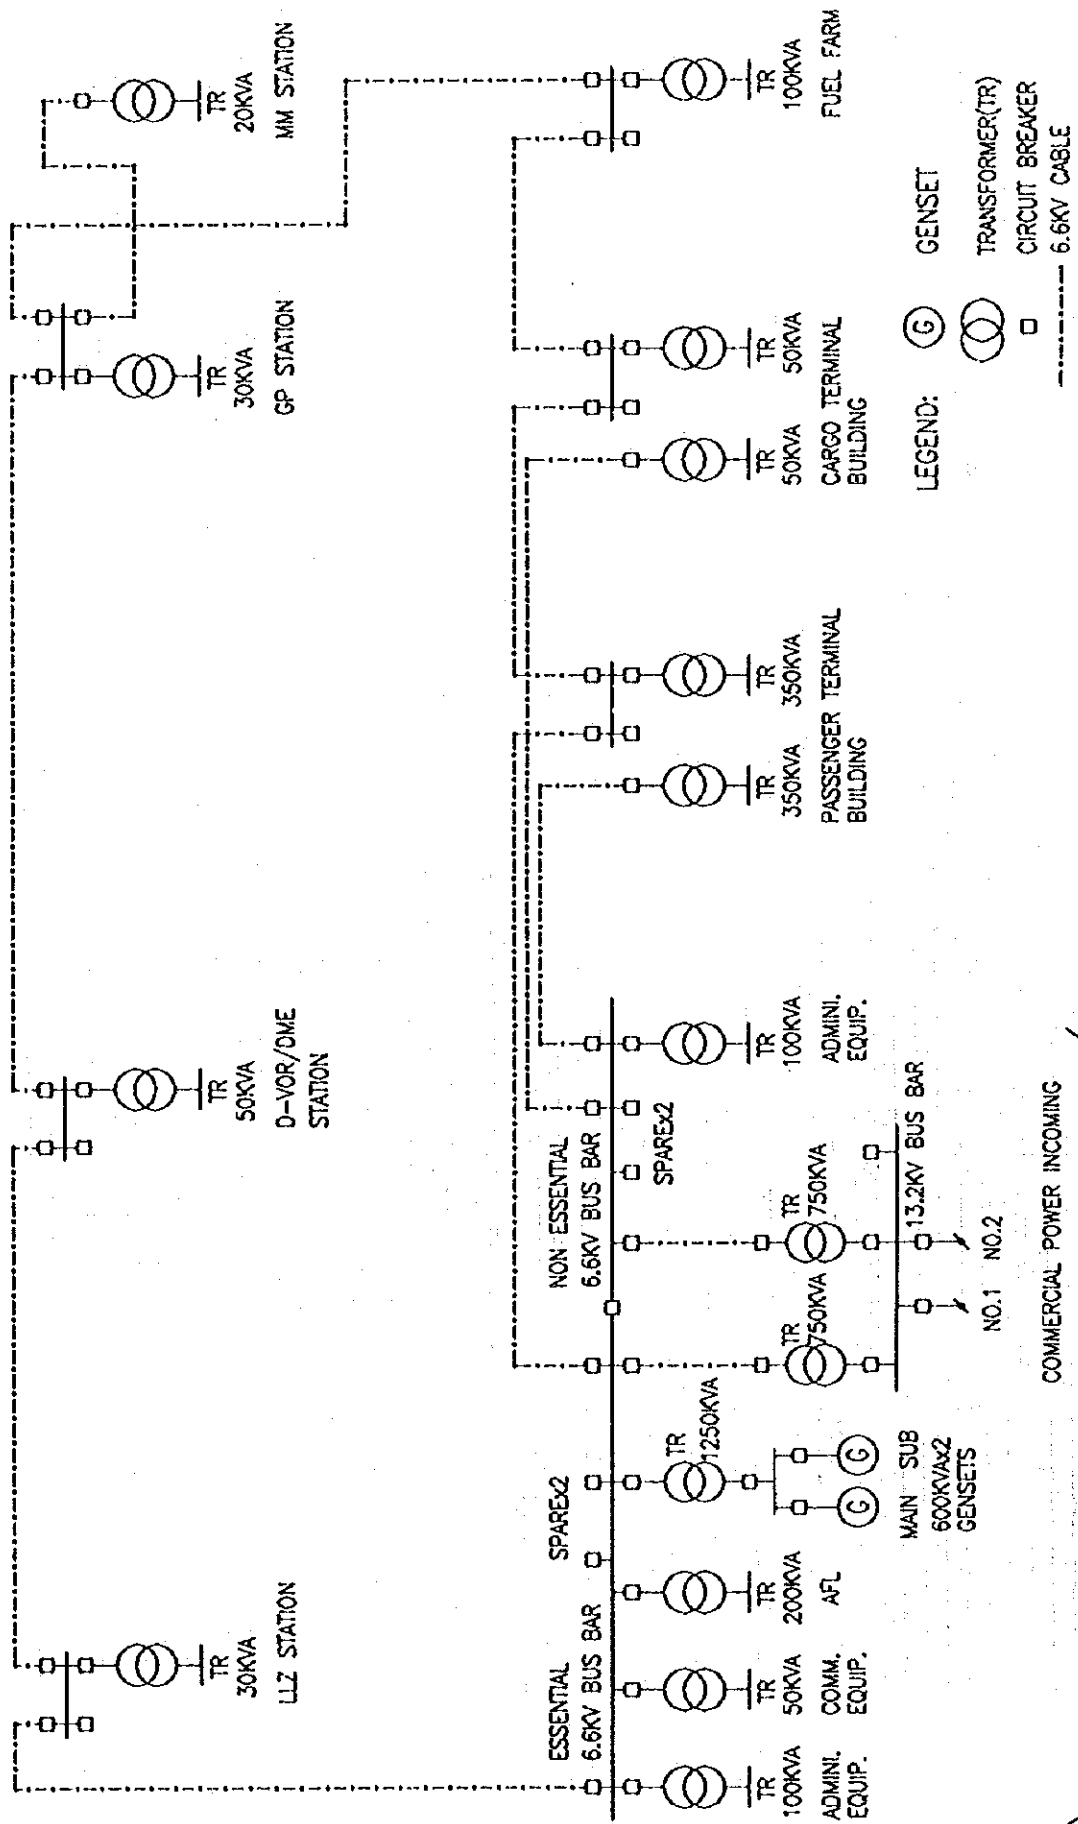 TR
30KVA
LLZ STATION
TR
50KVA
D-VOR/DME
STATION
TR
30KVA
GP STATION
TR
20KVA
MM STATION
ESSENTIAL
6.6KV BUS BAR
SPAREx2
NON ESSENTIAL
6.6KV BUS BAR
SPAREx2
TR
100KVA
ADMINI.
EQUIP.
TR
50KVA
COMM.
EQUIP.
TR
200KVA
AFL
TR
1250KVA
G
G
MAIN SUB
600KVAx2
GENSETS
TR
750KVA
TR
750KVA
13.2KV BUS BAR
NO.1
NO.2
COMMERCIAL POWER INCOMING
TR
100KVA
ADMINI.
EQUIP.
TR
350KVA
TR
350KVA
PASSENGER TERMINAL
BUILDING
TR
50KVA
TR
50KVA
CARGO TERMINAL
BUILDING
TR
100KVA
FUEL FARM
LEGEND:
G
GENSET
TRANSFORMER(TR)
CIRCUIT BREAKER
6.6KV CABLE